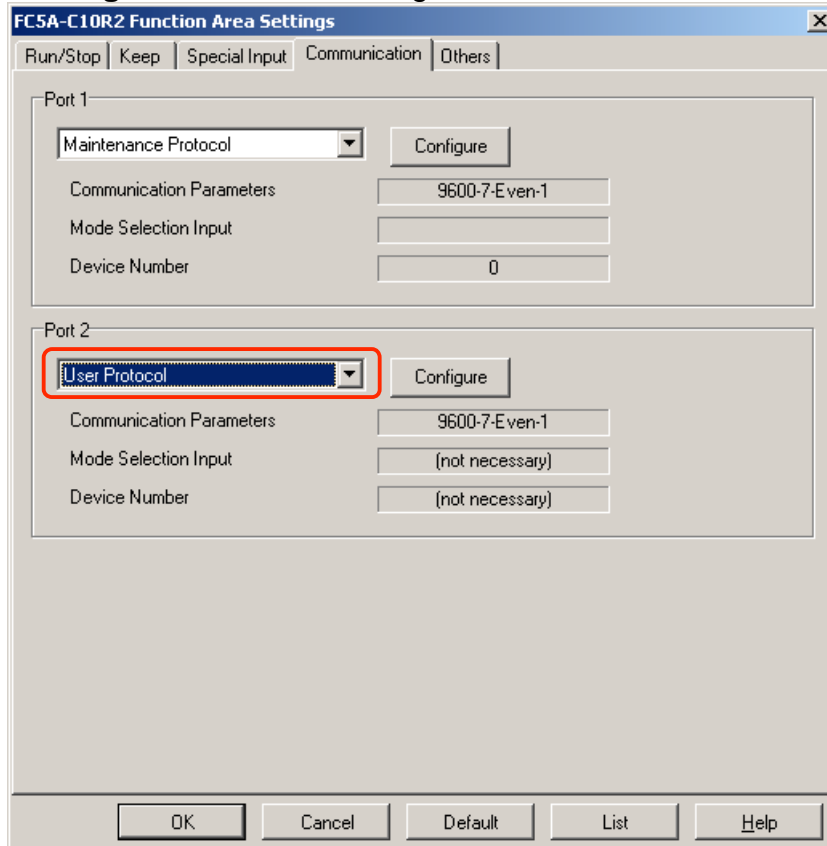 FC5A-C10R2 Function Area Settings
Run/Stop Keep Special Input Communication Others
Port 1
Maintenance Protocol Configure
Communication Parameters 9600-7-Even-1
Mode Selection Input
Device Number 0
Port 2
User Protocol Configure
Communication Parameters 9600-7-Even-1
Mode Selection Input (not necessary)
Device Number (not necessary)
OK Cancel Default List Help